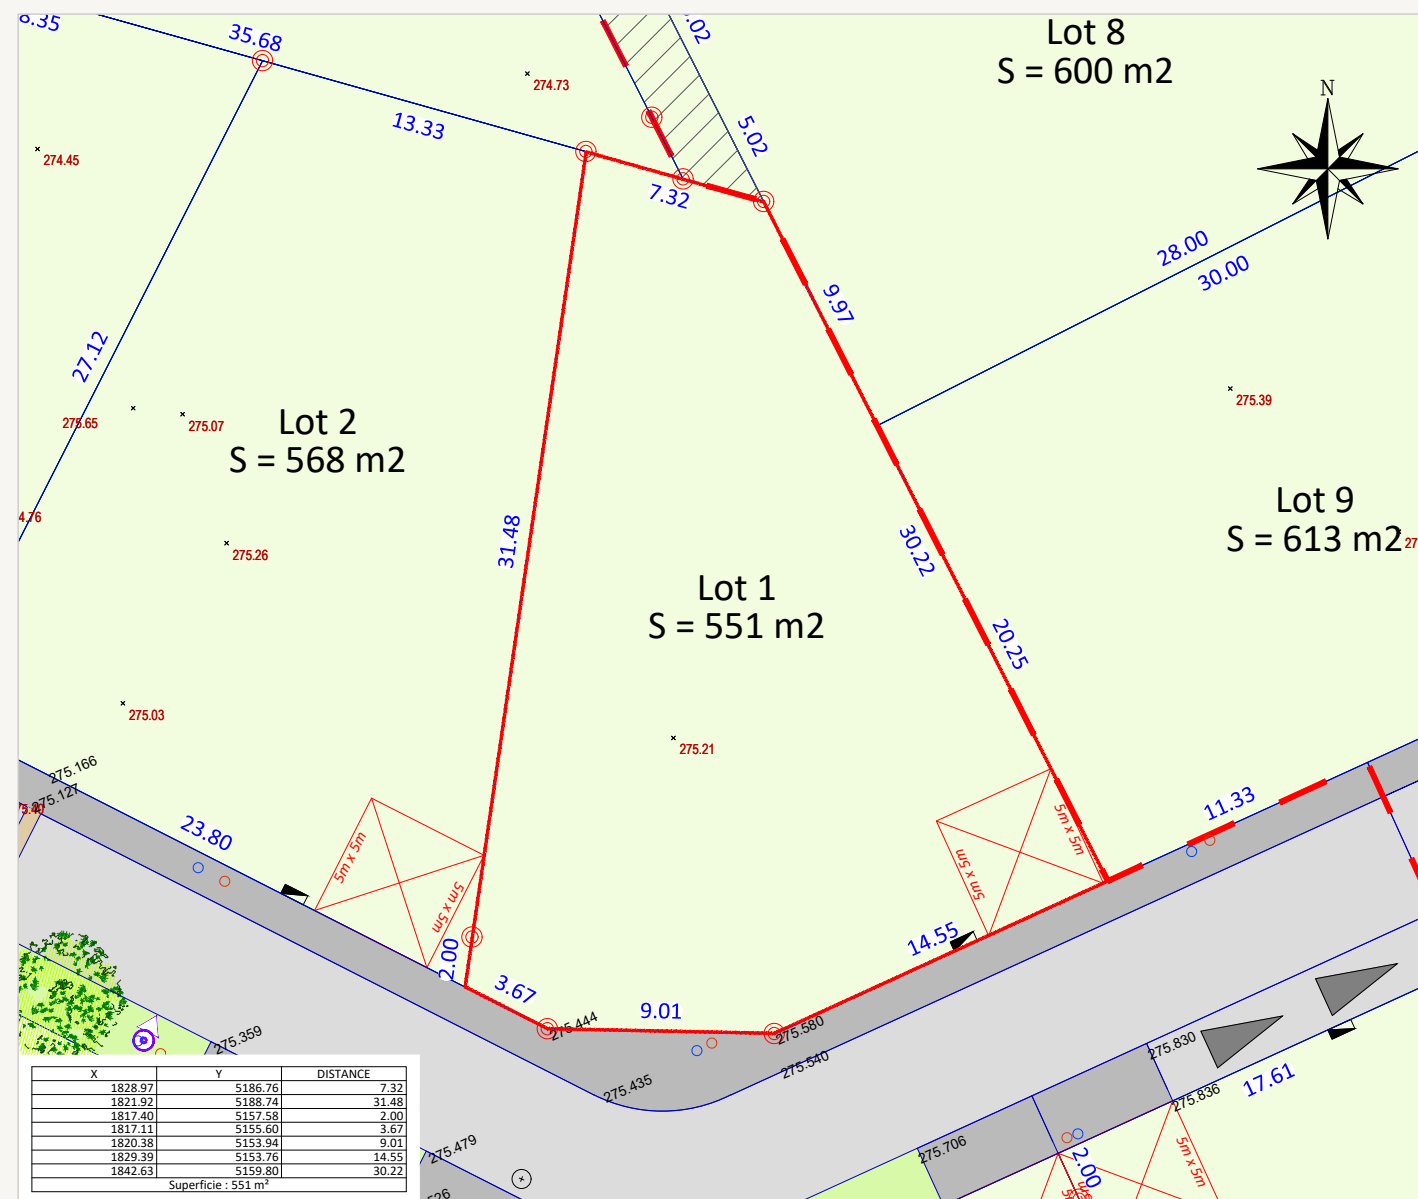 8.35
35.68
13.33
274.73
274.45
5.02
7.32
Lot 8
S = 600 m2
N
28.00
30.00
9.97
27.12
275.65
275.07
Lot 2
S = 568 m2
275.39
4.76
275.26
31.48
30.22
Lot 9
S = 613 m2
27
Lot 1
S = 551 m2
20.25
275.03
275.21
275.166
275.127
23.80
5m x 5m
5m x 5m
5m x 5m
5m x 5m
11.33
2.00
3.67
14.55
9.01
275.444
275.580
275.540
275.359
275.435
275.830
275.836
17.61
275.479
275.706
2.00
5m x 5m
X Y DISTANCE
1828.97 5186.76 7.32
1821.92 5188.74 31.48
1817.40 5157.58 2.00
1817.11 5155.60 3.67
1820.38 5153.94 9.01
1829.39 5153.76 14.55
1842.63 5159.80 30.22
Superficie : 551 m²